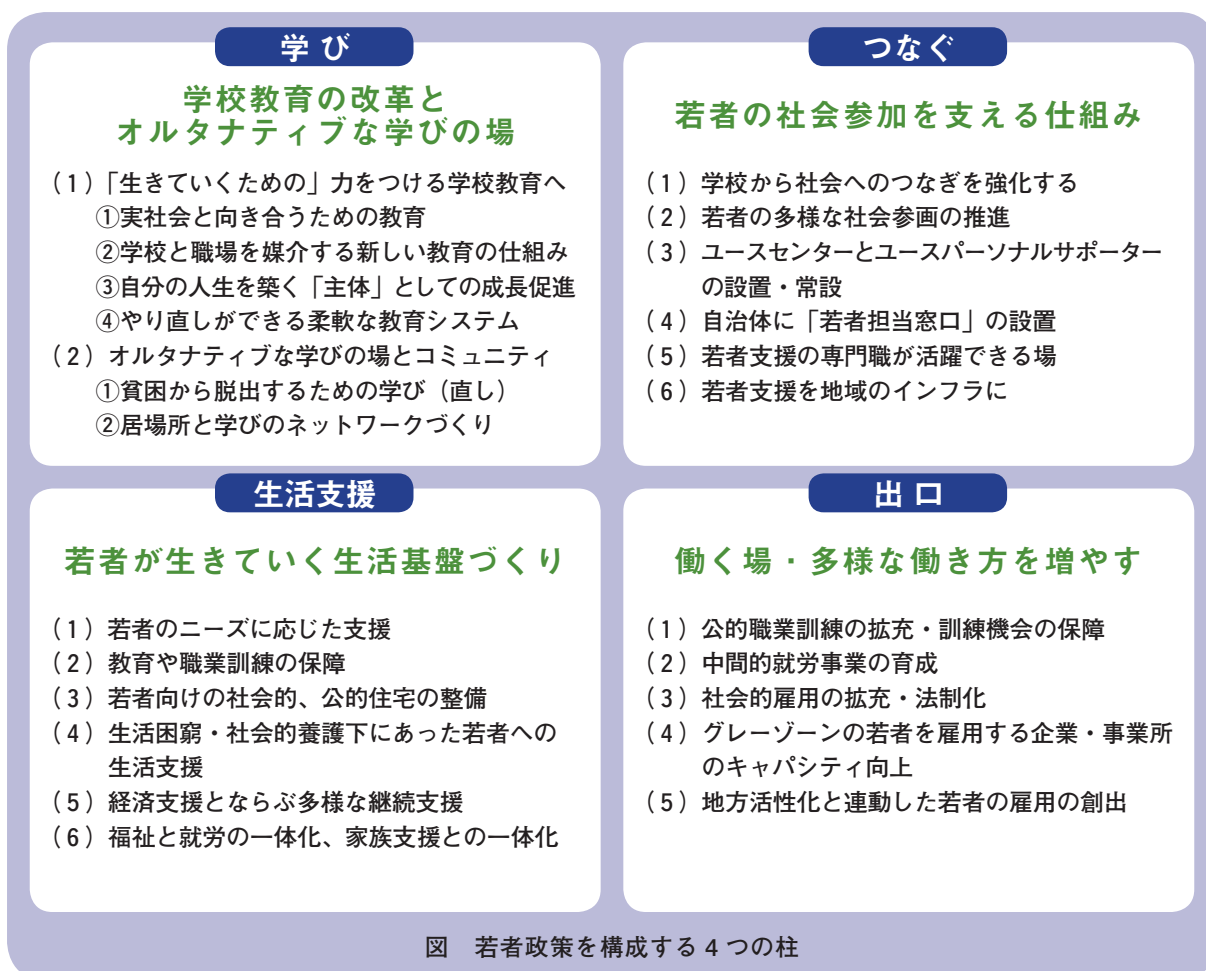 学 び
学校教育の改革と
オルタナティブな学びの場
(1)「生きていくための」力をつける学校教育へ
①実社会と向き合うための教育
②学校と職場を媒介する新しい教育の仕組み
③自分の人生を築く「主体」としての成長促進
④やり直しができる柔軟な教育システム
(2)オルタナティブな学びの場とコミュニティ
①貧困から脱出するための学び（直し）
②居場所と学びのネットワークづくり
つなぐ
若者の社会参加を支える仕組み
(1)学校から社会へのつなぎを強化する
(2)若者の多様な社会参画の推進
(3)ユースセンターとユースパーソナルサポーター
の設置・常設
(4)自治体に「若者担当窓口」の設置
(5)若者支援の専門職が活躍できる場
(6)若者支援を地域のインフラに
生活支援
若者が生きていく生活基盤づくり
(1)若者のニーズに応じた支援
(2)教育や職業訓練の保障
(3)若者向けの社会的、公的住宅の整備
(4)生活困窮・社会的養護下にあった若者への
生活支援
(5)経済支援とならぶ多様な継続支援
(6)福祉と就労の一体化、家族支援との一体化
出 口
働く場・多様な働き方を増やす
(1)公的職業訓練の拡充・訓練機会の保障
(2)中間的就労事業の育成
(3)社会的雇用の拡充・法制化
(4)グレーゾーンの若者を雇用する企業・事業所
のキャパシティ向上
(5)地方活性化と連動した若者の雇用の創出
図　若者政策を構成する4つの柱